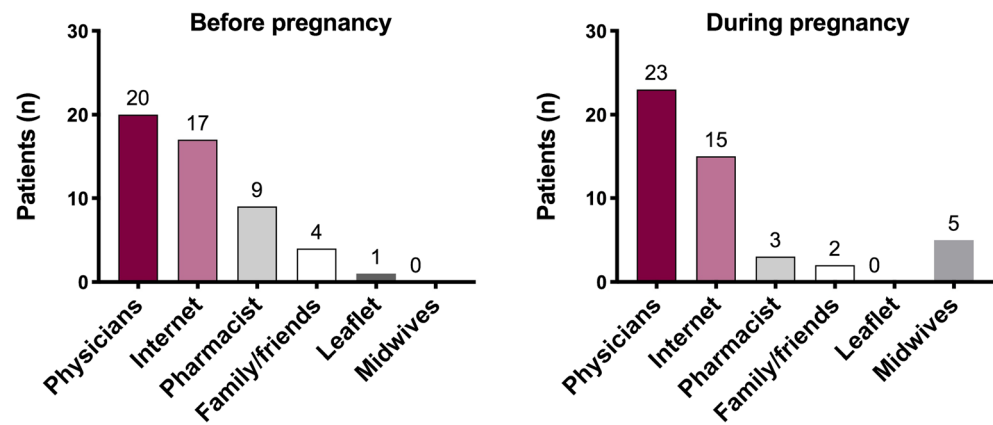 Before pregnancy
Patients (n)
30
20
10
0
20
17
9
4
1
0
Physicians
Internet
Pharmacist
Family/friends
Leaflet
Midwives
During pregnancy
Patients (n)
30
20
10
0
23
15
3
2
0
5
Physicians
Internet
Pharmacist
Family/friends
Leaflet
Midwives